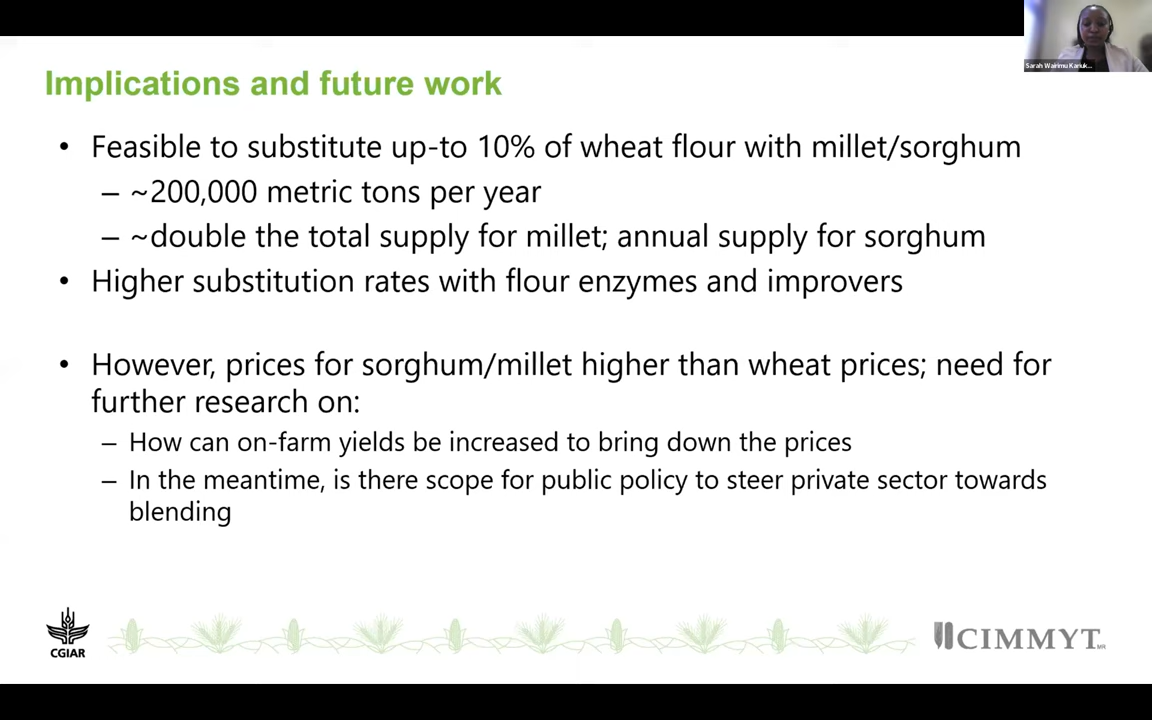 Sarah Wairimu Kariuk...
Implications and future work
• Feasible to substitute up-to 10% of wheat flour with millet/sorghum
– ~200,000 metric tons per year
– ~double the total supply for millet; annual supply for sorghum
• Higher substitution rates with flour enzymes and improvers
• However, prices for sorghum/millet higher than wheat prices; need for
further research on:
– How can on-farm yields be increased to bring down the prices
– In the meantime, is there scope for public policy to steer private sector towards
blending
CGIAR
CIMMYT MR